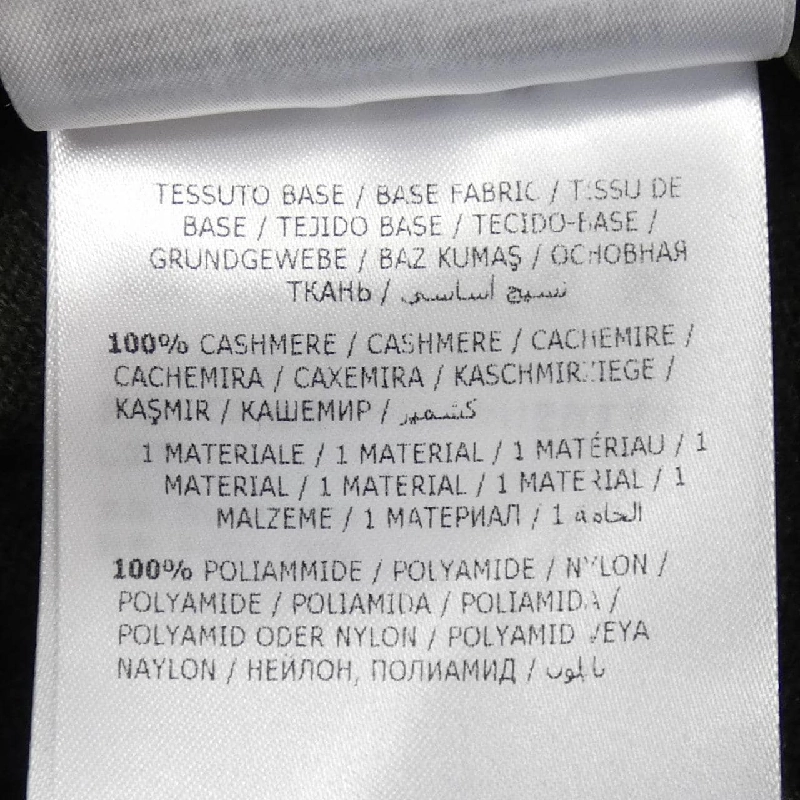 TESSUTO BASE / BASE FABRIC / TISSU DE
BASE / TEJIDO BASE / TECIDO-BASE /
GRUNDGEWEBE / BAZ KUMAŞ / ОСНОВНАЯ
ТКАНЬ / نسيج أساسي
100% CASHMERE / CASHMERE / CACHEMIRE /
CACHEMIRA / CAXEMIRA / KASCHMIRZIEGE /
KAŞMIR / КАШЕМИР / كشمير
1 MATERIALE / 1 MATERIAL / 1 MATÉRIAU / 1
MATERIAL / 1 MATERIAL / 1 MATERIAL / 1
MALZEME / 1 МАТЕРИАЛ / 1 الخامة
100% POLIAMMIDE / POLYAMIDE / NYLON /
POLYAMIDE / POLIAMIDA / POLIAMIDA /
POLYAMID ODER NYLON / POLYAMID VEYA
NAYLON / НЕЙЛОН, ПОЛИАМИД /